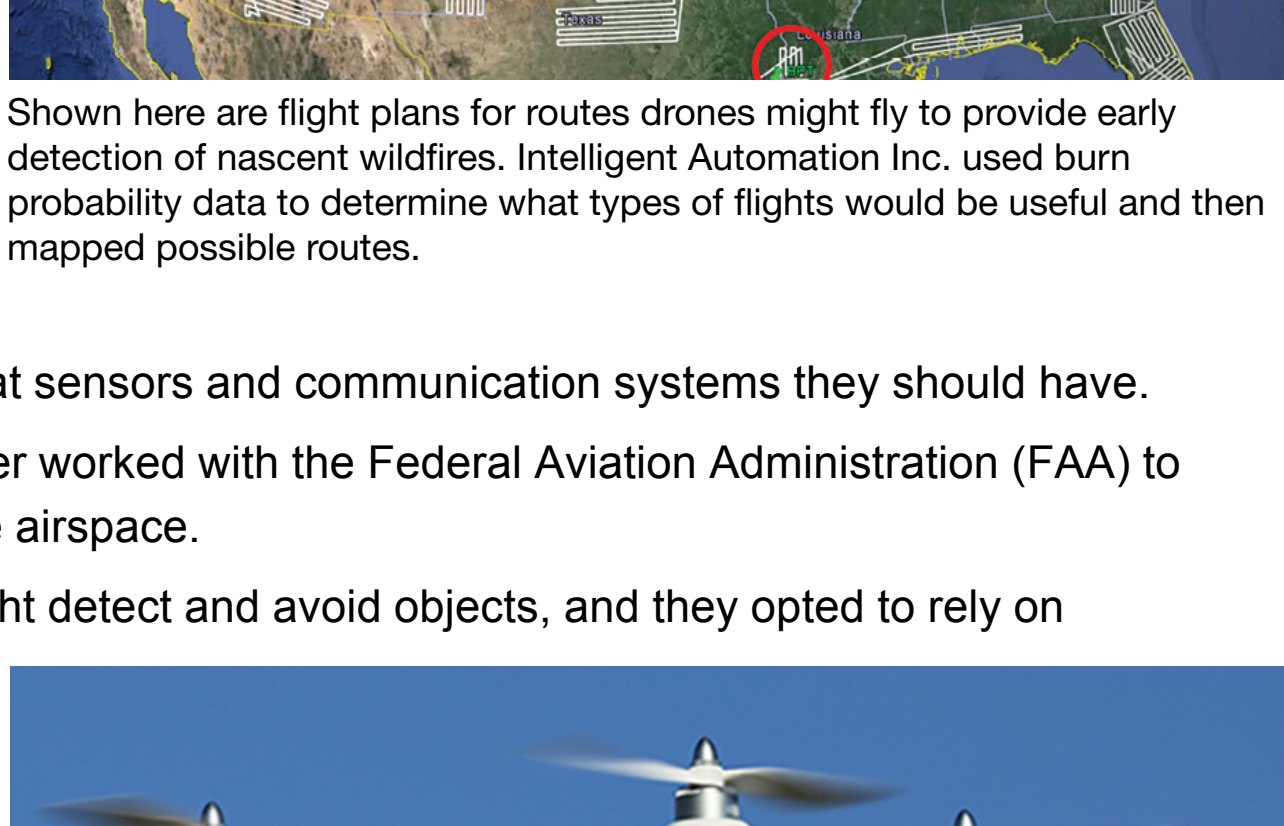 Texas
Louisiana
BPT
Shown here are flight plans for routes drones might fly to provide early
detection of nascent wildfires. Intelligent Automation Inc. used burn
probability data to determine what types of flights would be useful and then
mapped possible routes.
at sensors and communication systems they should have.
er worked with the Federal Aviation Administration (FAA) to
e airspace.
ht detect and avoid objects, and they opted to rely on